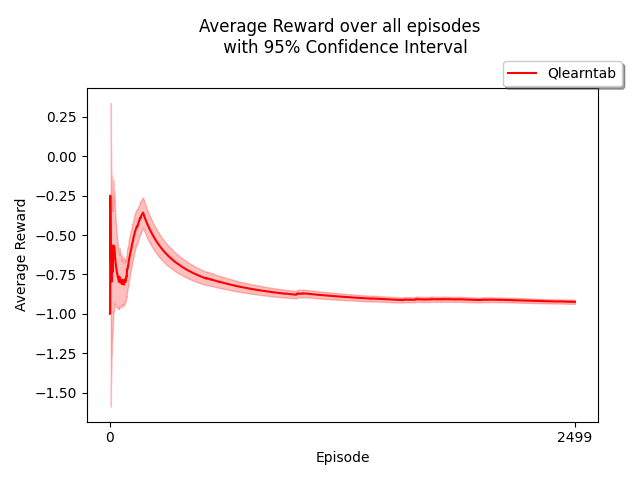 Average Reward over all episodes
with 95% Confidence Interval
Qlearntab
0.25
0.00
−0.25
−0.50
−0.75
−1.00
−1.25
−1.50
Average Reward
0
2499
Episode